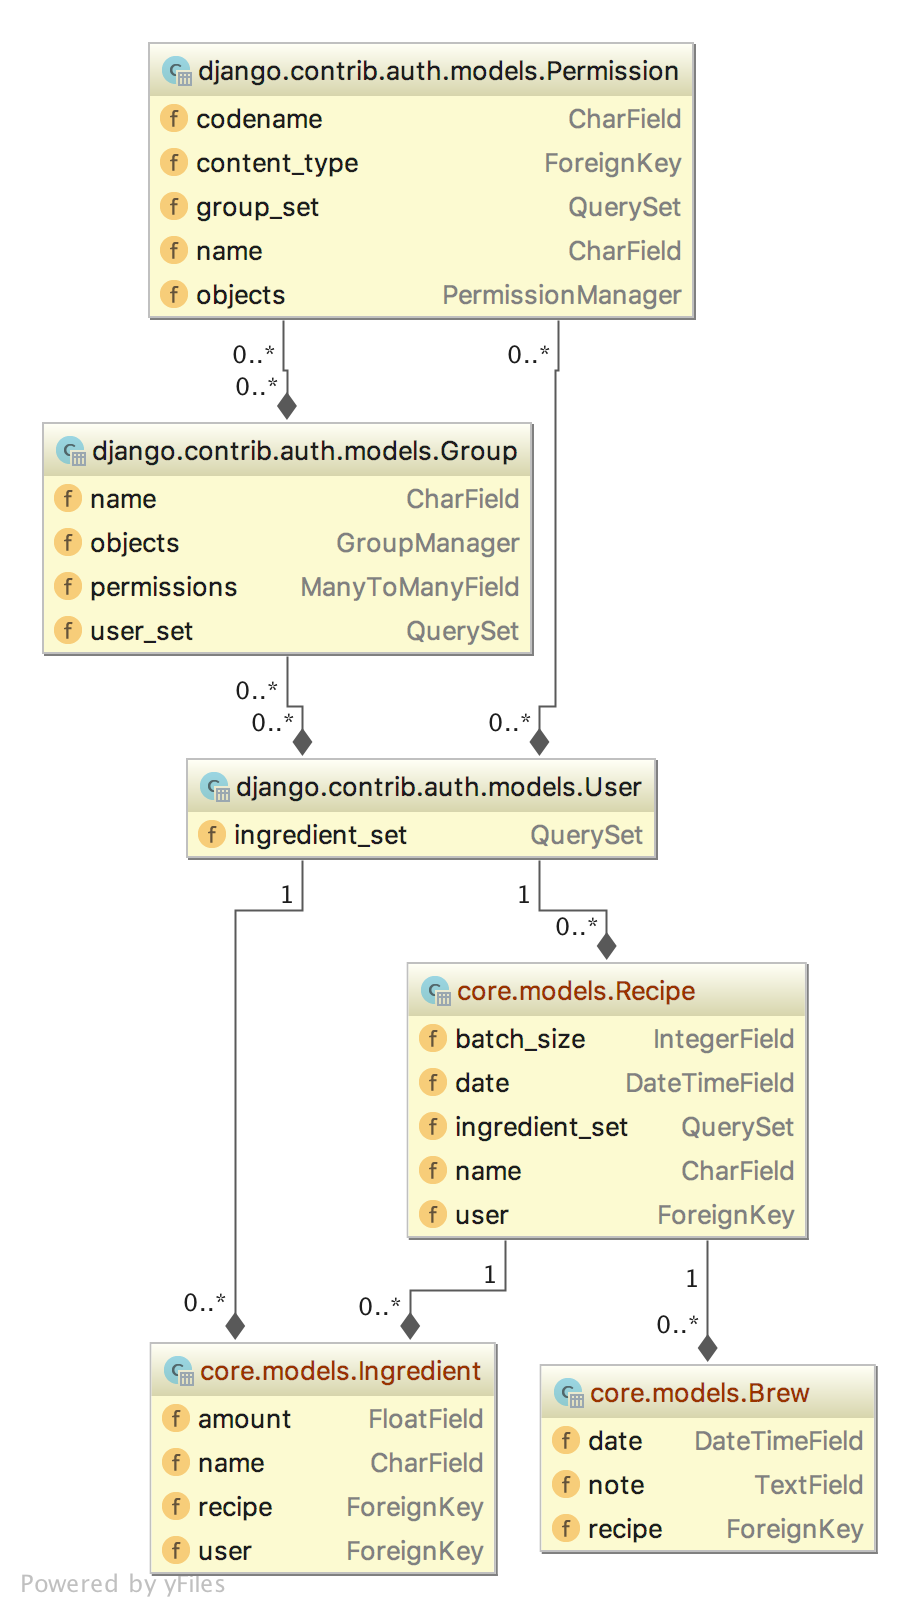 django.contrib.auth.models.Permission
codename CharField
content_type ForeignKey
group_set QuerySet
name CharField
objects PermissionManager
0..* 0..*
0..*
django.contrib.auth.models.Group
name CharField
objects GroupManager
permissions ManyToManyField
user_set QuerySet
0..*
0..* 0..*
django.contrib.auth.models.User
ingredient_set QuerySet
1 1
0..*
core.models.Recipe
batch_size IntegerField
date DateTimeField
ingredient_set QuerySet
name CharField
user ForeignKey
1 1
0..* 0..*
0..*
core.models.Ingredient
amount FloatField
name CharField
recipe ForeignKey
user ForeignKey
core.models.Brew
date DateTimeField
note TextField
recipe ForeignKey
Powered by yFiles